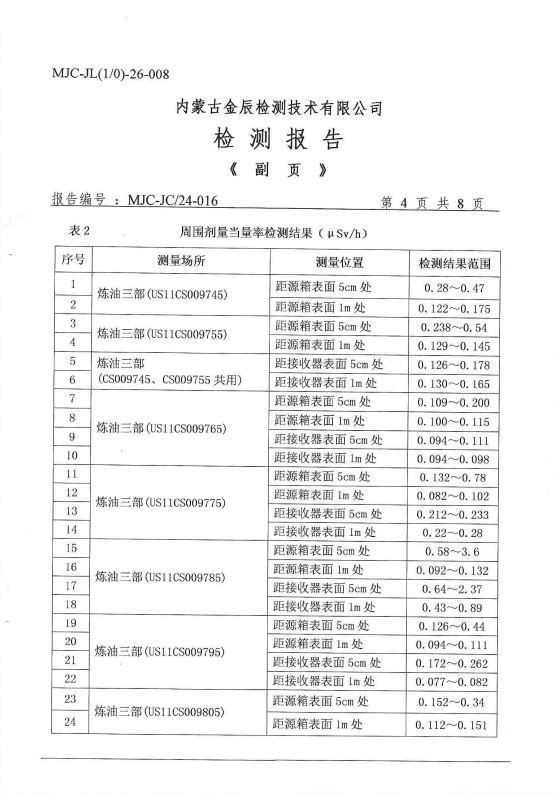 MJC-JL(1/0)-26-008
内蒙古金辰检测技术有限公司
检 测 报 告
《 副 页 》
报告编号 : MJC-JC/24-016 第 4 页 共 8 页
表 2 周围剂量当量率检测结果 ( μSv/h )
序号 测量场所 测量位置 检测结果范围
1 炼油三部(US11CS009745) 距源箱表面 5cm 处 0.28~0.47
2 距源箱表面 1m 处 0.122~0.175
3 炼油三部(US11CS009755) 距源箱表面 5cm 处 0.238~0.54
4 距源箱表面 1m 处 0.129~0.145
5 炼油三部 距接收器表面 5cm 处 0.126~0.178
6 (CS009745、CS009755 共用) 距接收器表面 1m 处 0.130~0.165
7 炼油三部(US11CS009765) 距源箱表面 5cm 处 0.109~0.200
8 距源箱表面 1m 处 0.100~0.115
9 距接收器表面 5cm 处 0.094~0.111
10 距接收器表面 1m 处 0.094~0.098
11 炼油三部(US11CS009775) 距源箱表面 5cm 处 0.132~0.78
12 距源箱表面 1m 处 0.082~0.102
13 距接收器表面 5cm 处 0.212~0.233
14 距接收器表面 1m 处 0.22~0.28
15 炼油三部(US11CS009785) 距源箱表面 5cm 处 0.58~3.6
16 距源箱表面 1m 处 0.092~0.132
17 距接收器表面 5cm 处 0.64~2.37
18 距接收器表面 1m 处 0.43~0.89
19 炼油三部(US11CS009795) 距源箱表面 5cm 处 0.126~0.44
20 距源箱表面 1m 处 0.094~0.111
21 距接收器表面 5cm 处 0.172~0.262
22 距接收器表面 1m 处 0.077~0.082
23 炼油三部(US11CS009805) 距源箱表面 5cm 处 0.152~0.34
24 距源箱表面 1m 处 0.112~0.151